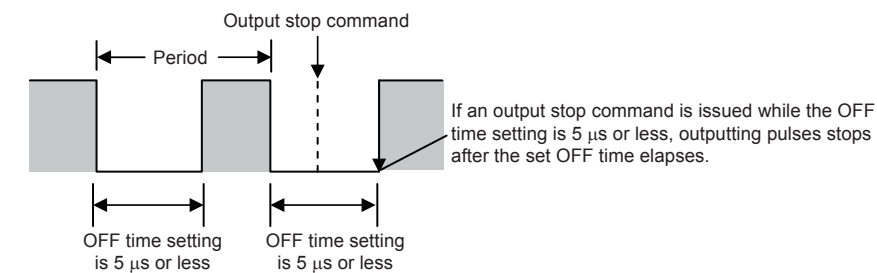 Output stop command
Period
If an output stop command is issued while the OFF
time setting is 5 μs or less, outputting pulses stops
after the set OFF time elapses.
OFF time setting
is 5 μs or less
OFF time setting
is 5 μs or less